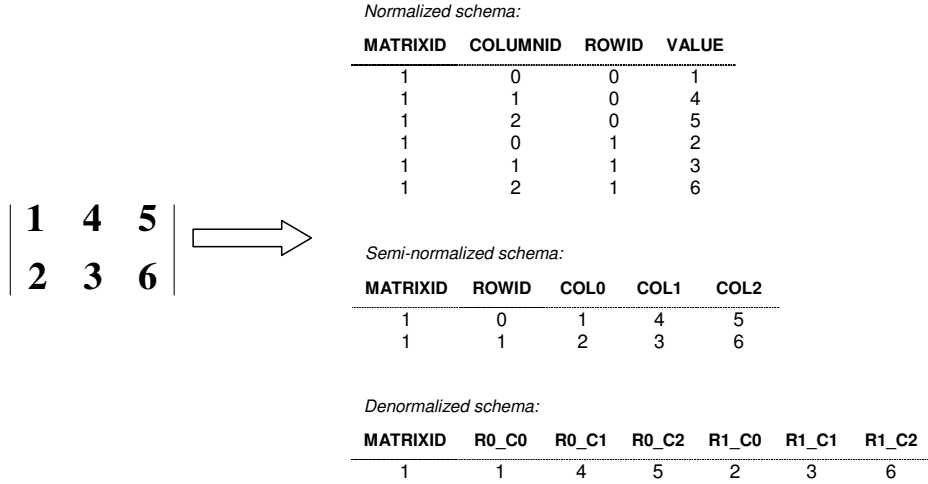 Normalized schema:
MATRIXID COLUMNID ROWID VALUE
1 0 0 1
1 1 0 4
1 2 0 5
1 0 1 2
1 1 1 3
1 2 1 6
1 4 5
2 3 6
Semi-normalized schema:
MATRIXID ROWID COL0 COL1 COL2
1 0 1 4 5
1 1 2 3 6
Denormalized schema:
MATRIXID R0_C0 R0_C1 R0_C2 R1_C0 R1_C1 R1_C2
1 1 4 5 2 3 6